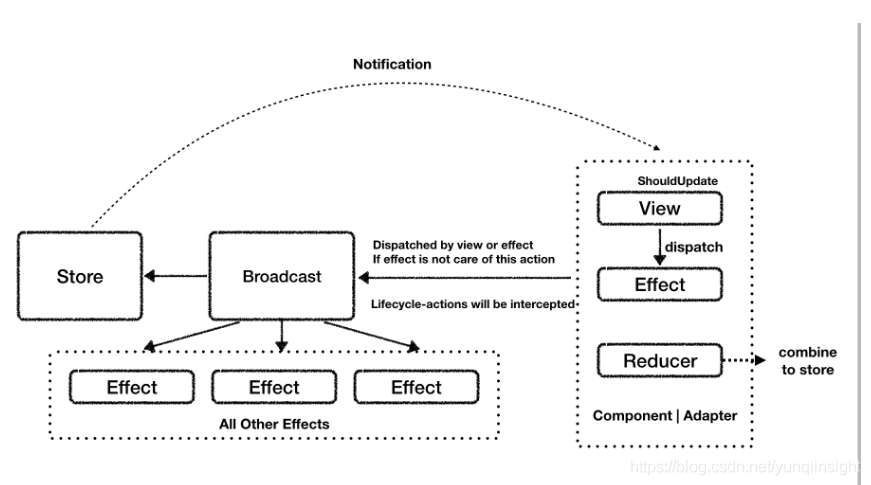 Notification
ShouldUpdate
View
dispatch
Effect
Dispatched by view or effect
If effect is not care of this action
Lifecycle-actions will be intercepted
Store
Broadcast
Reducer
combine
to store
Component | Adapter
Effect
Effect
Effect
All Other Effects
https://blog.csdn.net/yunqiinsight